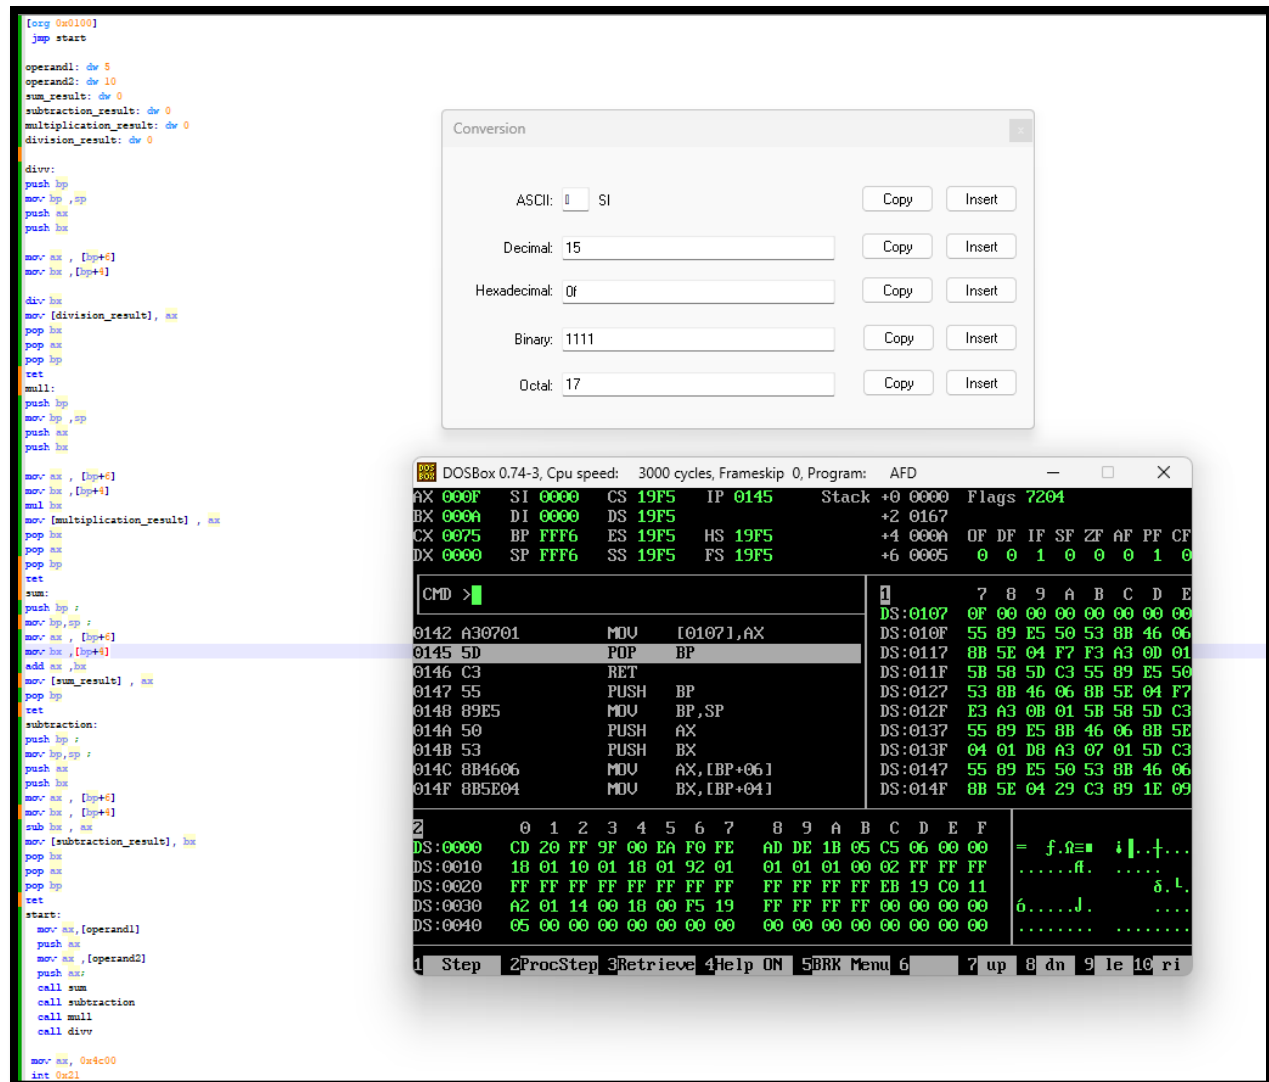 [org 0x0100]
jmp start
operand1: dw 5
operand2: dw 10
sum_result: dw 0
subtraction_result: dw 0
multiplication_result: dw 0
division_result: dw 0
divv:
push bp
mov bp ,sp
push ax
push bx
mov ax , [bp+6]
mov bx ,[bp+4]
div bx
mov [division_result], ax
pop bx
pop ax
pop bp
ret
mull:
push bp
mov bp ,sp
push ax
push bx
mov ax , [bp+6]
mov bx ,[bp+4]
mul bx
mov [multiplication_result] , ax
pop bx
pop ax
pop bp
ret
sum:
push bp ;
mov bp,sp ;
mov ax , [bp+6]
mov bx ,[bp+4]
add ax ,bx
mov [sum_result] , ax
pop bp
ret
subtraction:
push bp ;
mov bp,sp ;
push ax
push bx
mov ax , [bp+6]
mov bx , [bp+4]
sub bx , ax
mov [subtraction_result], bx
pop bx
pop ax
pop bp
ret
start:
mov ax,[operand1]
push ax
mov ax ,[operand2]
push ax;
call sum
call subtraction
call mull
call divv
mov ax, 0x4c00
int 0x21
Conversion
x
ASCII: SI Copy Insert
Decimal: 15 Copy Insert
Hexadecimal: 0f Copy Insert
Binary: 1111 Copy Insert
Octal: 17 Copy Insert
DOSBox 0.74-3, Cpu speed: 3000 cycles, Frameskip 0, Program: AFD
AX 000F SI 0000 CS 19F5 IP 0145 Stack +0 0000 Flags 7204
BX 000A DI 0000 DS 19F5 +2 0167
CX 0075 BP FFF6 ES 19F5 HS 19F5 +4 000A OF DF IF SF ZF AF PF CF
DX 0000 SP FFF6 SS 19F5 FS 19F5 +6 0005 0 0 1 0 0 0 1 0
CMD >
1 7 8 9 A B C D E
DS:0107 0F 00 00 00 00 00 00 00
0142 A30701 MOV [0107],AX DS:010F 55 89 E5 50 53 8B 46 06
0145 5D POP BP DS:0117 8B 5E 04 F7 F3 A3 0D 01
0146 C3 RET DS:011F 5B 58 5D C3 55 89 E5 50
0147 55 PUSH BP DS:0127 53 8B 46 06 8B 5E 04 F7
0148 89E5 MOV BP,SP DS:012F E3 A3 0B 01 5B 58 5D C3
014A 50 PUSH AX DS:0137 55 89 E5 8B 46 06 8B 5E
014B 53 PUSH BX DS:013F 04 01 D8 A3 07 01 5D C3
014C 8B4606 MOV AX,[BP+06] DS:0147 55 89 E5 50 53 8B 46 06
014F 8B5E04 MOV BX,[BP+04] DS:014F 8B 5E 04 29 C3 89 1E 09
2 0 1 2 3 4 5 6 7 8 9 A B C D E F
DS:0000 CD 20 FF 9F 00 EA F0 FE AD DE 1B 05 C5 06 00 00 = ƒ.Ω≡■ ¡▐..┼...
DS:0010 18 01 10 01 18 01 92 01 01 01 01 00 02 FF FF FF ......ff. .....
DS:0020 FF FF FF FF FF FF FF FF FF FF FF FF EB 19 C0 11 δ.└.
DS:0030 A2 01 14 00 18 00 F5 19 FF FF FF FF 00 00 00 00 ó.....⌡. ....
DS:0040 05 00 00 00 00 00 00 00 00 00 00 00 00 00 00 00 ........ ........
1 Step 2ProcStep 3Retrieve 4Help ON 5BRK Menu 6 7 up 8 dn 9 le 10 ri